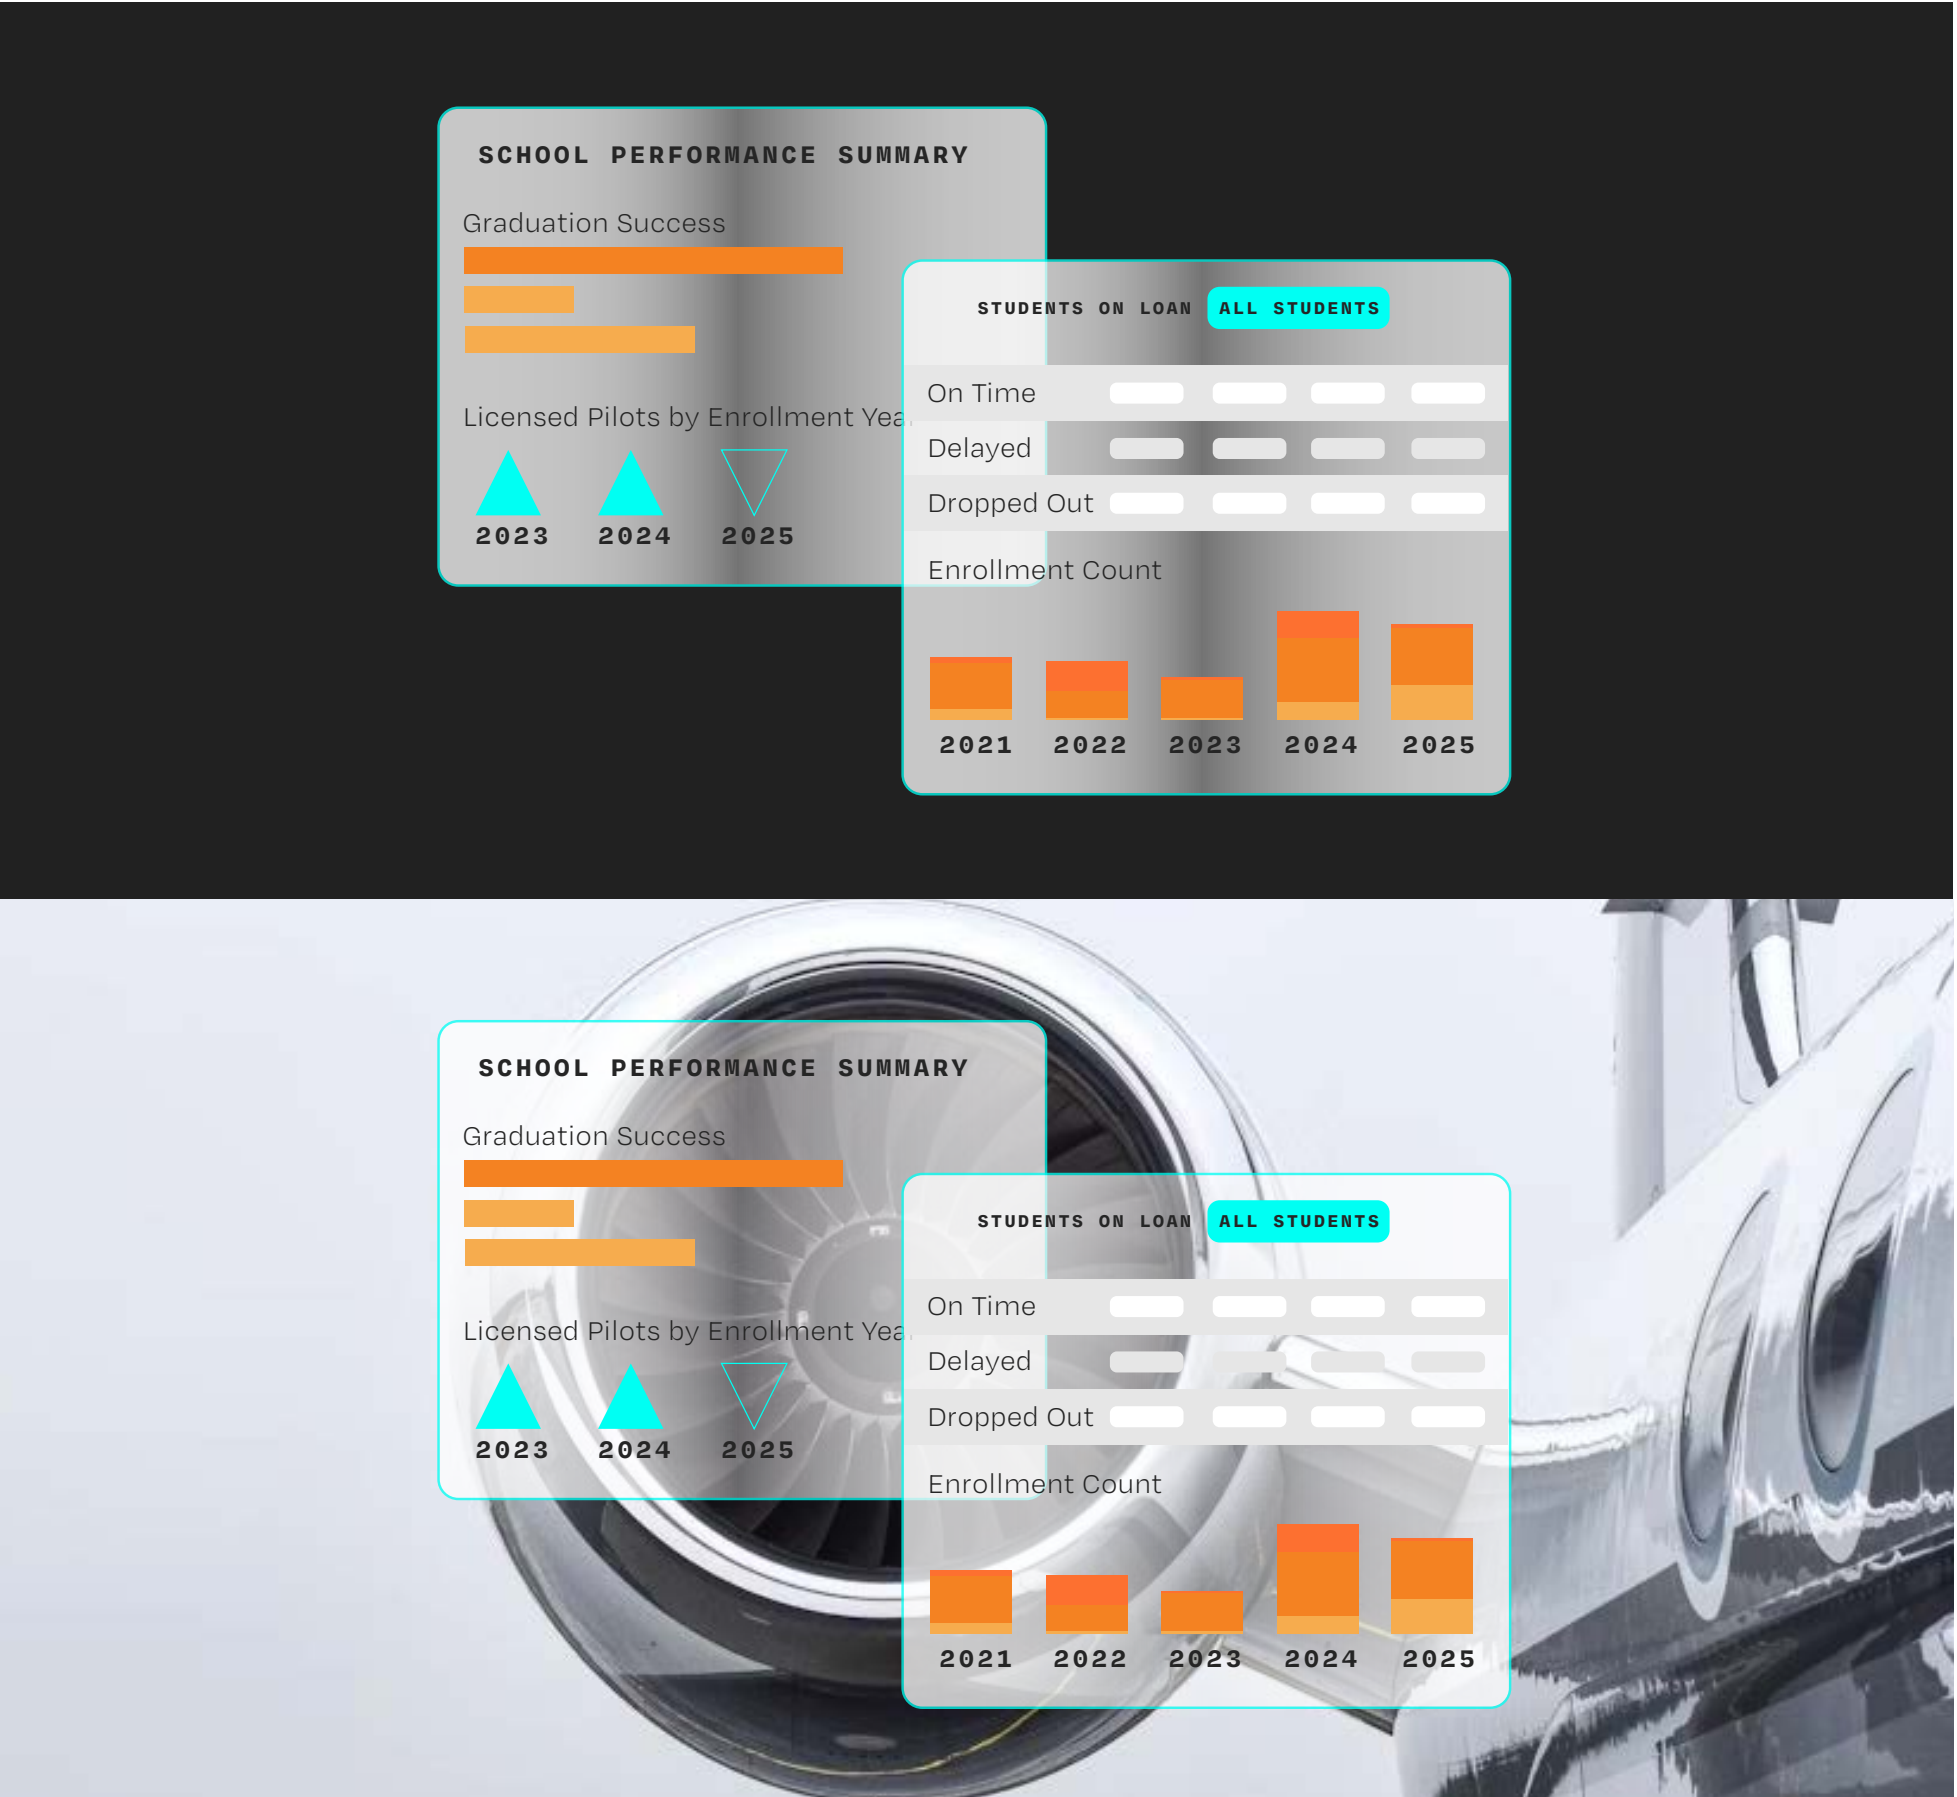 SCHOOL PERFORMANCE SUMMARY
Graduation Success
Licensed Pilots by Enrollment
2023 2024 2025
STUDENTS ON LOAN ALL STUDENTS
On Time
Delayed
Dropped Out
Enrollment Count
2021 2022 2023 2024 2025
SCHOOL PERFORMANCE SUMMARY
Graduation Success
Licensed Pilots by Enrollment
2023 2024 2025
STUDENTS ON LOAN ALL STUDENTS
On Time
Delayed
Dropped Out
Enrollment Count
2021 2022 2023 2024 2025